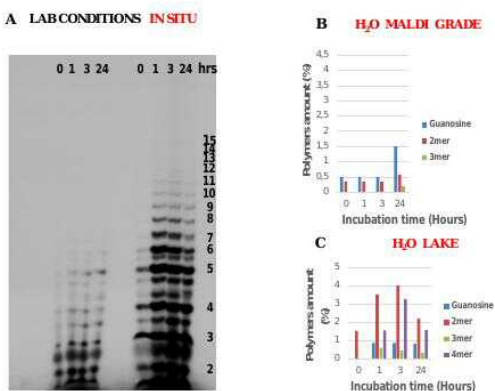 A LAB CONDITIONS IN SITU
0 1 3 24 0 1 3 24 hrs
15
14
13
12
11
10
9
8
7
6
5
4
3
2
B H2O MALDI GRADE
Polymers amount (%)
4,5
4
3,5
3
2,5
2
1,5
1
0,5
0
0 1 3 24
Incubation time (Hours)
Guanosine
2mer
3mer
C H2O LAKE
Polymers amount
(%)
5
4
3
2
1
0
0 1 3 24
Incubation time (Hours)
Guanosine
2mer
3mer
4mer